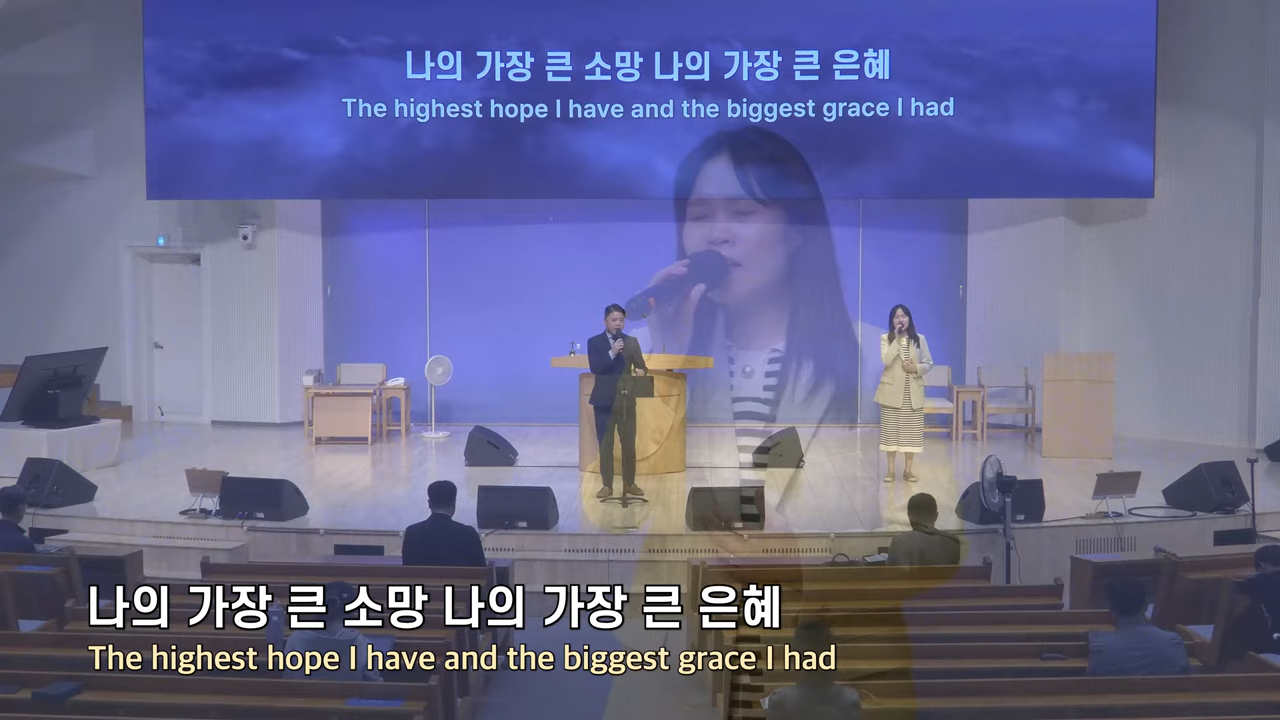 나의 가장 큰 소망 나의 가장 큰 은혜
The highest hope I have and the biggest grace I had
나의 가장 큰 소망 나의 가장 큰 은혜
The highest hope I have and the biggest grace I had